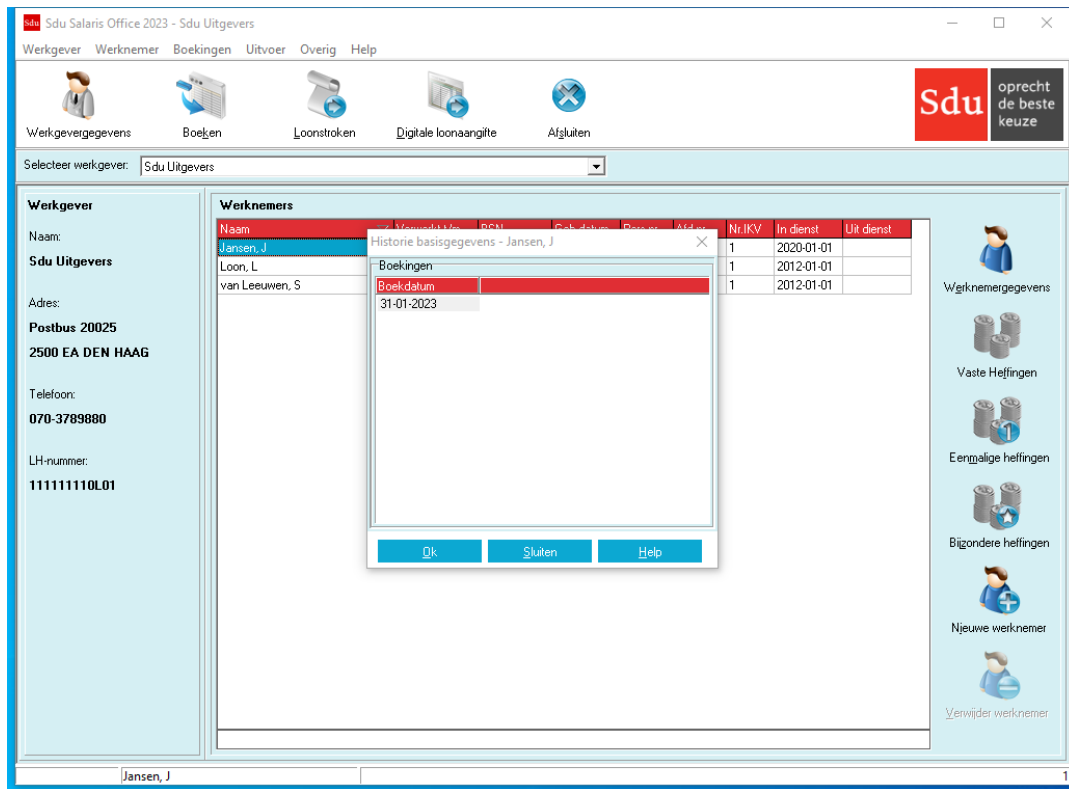 Sdu Sdu Salaris Office 2023 - Sdu Uitgevers
Werkgever Werknemer Boekingen Uitvoer Overig Help
Werkgevergegevens Boeken Loonstroken Digitale loonaangifte Afsluiten
Sdu oprecht
de beste
keuze
Selecteer werkgever: Sdu Uitgevers
Werkgever
Naam:
Sdu Uitgevers
Adres:
Postbus 20025
2500 EA DEN HAAG
Telefoon:
070-3789880
LH-nummer:
111111110L01
Werknemers
Naam Nr.IKV In dienst Uit dienst
Jansen, J 1 2020-01-01
Loon, L 1 2012-01-01
van Leeuwen, S 1 2012-01-01
Historie basisgegevens - Jansen, J
Boekingen
Boekdatum
31-01-2023
Ok Sluiten Help
Werknemergegevens
Vaste Heffingen
Eenmalige heffingen
Bijzondere heffingen
Nieuwe werknemer
Verwijder werknemer
Jansen, J 1